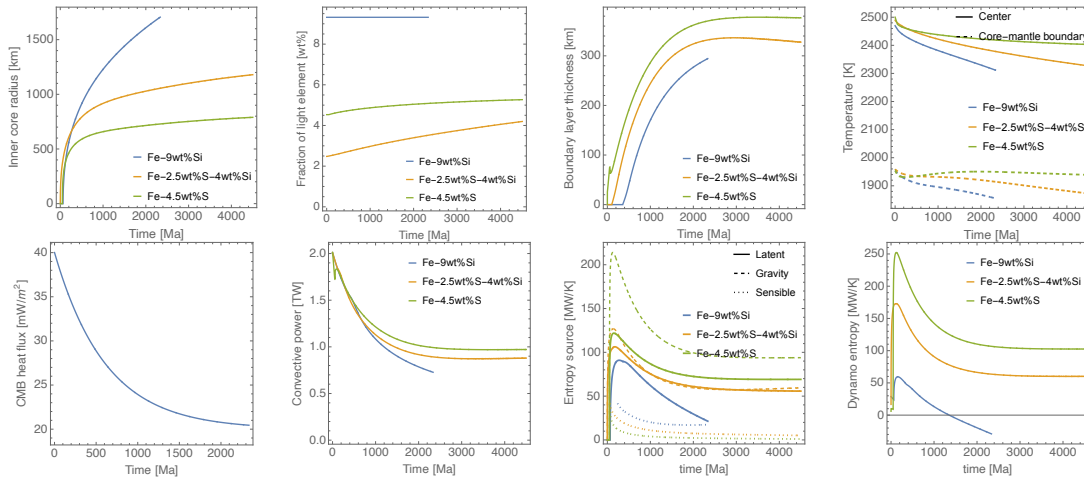 Inner core radius [km]
1500
1000
500
0
0 1000 2000 3000 4000
Time [Ma]
Fe−9wt%Si
Fe−2.5wt%S−4wt%Si
Fe−4.5wt%S
Fraction of light element [wt%]
8
6
4
2
0
0 1000 2000 3000 4000
Time [Ma]
Fe−9wt%Si
Fe−2.5wt%S−4wt%Si
Fe−4.5wt%S
Boundary layer thickness [km]
300
200
100
0
0 1000 2000 3000 4000
Time [Ma]
Fe−9wt%Si
Fe−2.5wt%S−4wt%Si
Fe−4.5wt%S
Temperature [K]
2500
2400
2300
2000
1900
0 1000 2000 3000 4000
Time [Ma]
Center
Core−mantle boundary
Fe−9wt%Si
Fe−2.5wt%S−4wt%Si
Fe−4.5wt%S
CMB heat flux [mW/m²]
40
35
30
25
20
0 500 1000 1500 2000
Time [Ma]
Convective power [TW]
2.0
1.5
1.0
0.5
0.0
0 1000 2000 3000 4000
Time [Ma]
Fe−9wt%Si
Fe−2.5wt%S−4wt%Si
Fe−4.5wt%S
Entropy source [MW/K]
200
150
100
50
0
0 1000 2000 3000 4000
time [Ma]
Latent
Gravity
Sensible
Fe−9wt%Si
Fe−2.5wt%S−4wt%Si
Fe−4.5wt%S
Dynamo entropy [MW/K]
250
200
150
100
50
0
0 1000 2000 3000 4000
time [Ma]
Fe−9wt%Si
Fe−2.5wt%S−4wt%Si
Fe−4.5wt%S